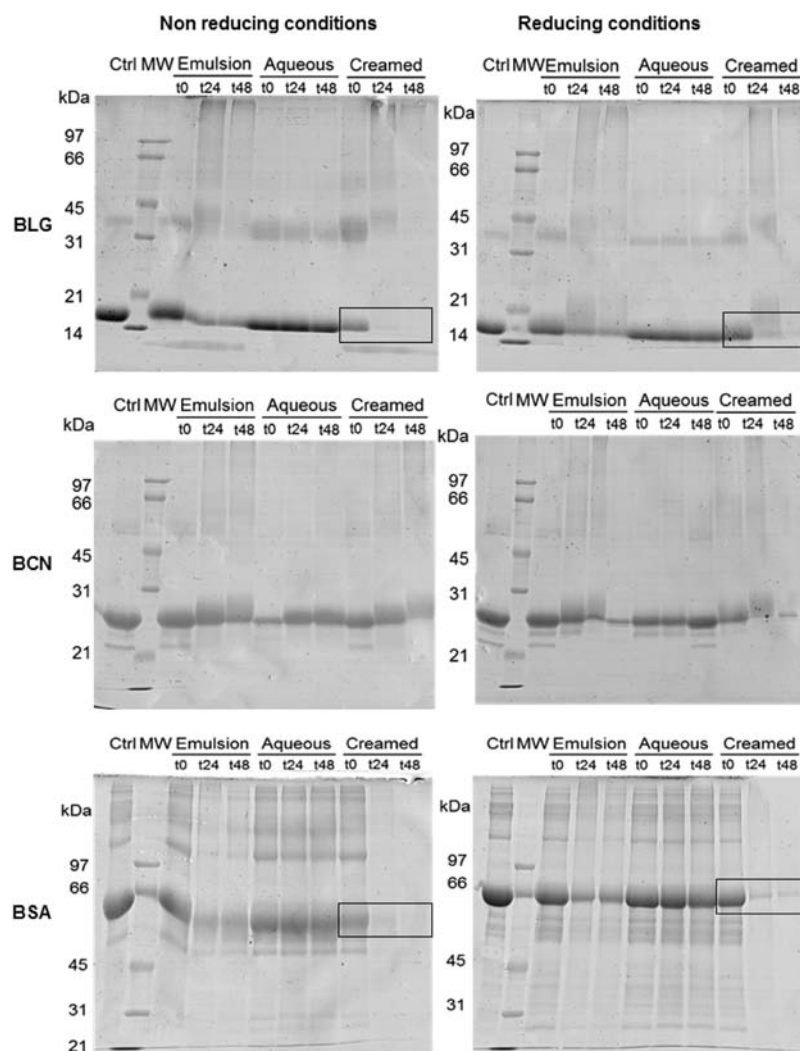 Non reducing conditions
Reducing conditions
Ctrl MW Emulsion Aqueous Creamed
t0 t24 t48 t0 t24 t48 t0 t24 t48
kDa
97
66
45
31
21
14
BLG
Ctrl MW Emulsion Aqueous Creamed
t0 t24 t48 t0 t24 t48 t0 t24 t48
kDa
97
66
45
31
21
14
Ctrl MW Emulsion Aqueous Creamed
t0 t24 t48 t0 t24 t48 t0 t24 t48
kDa
97
66
45
31
21
BCN
Ctrl MW Emulsion Aqueous Creamed
t0 t24 t48 t0 t24 t48 t0 t24 t48
kDa
97
66
45
31
21
Ctrl MW Emulsion Aqueous Creamed
t0 t24 t48 t0 t24 t48 t0 t24 t48
kDa
97
66
45
31
21
BSA
Ctrl MW Emulsion Aqueous Creamed
t0 t24 t48 t0 t24 t48 t0 t24 t48
kDa
97
66
45
31